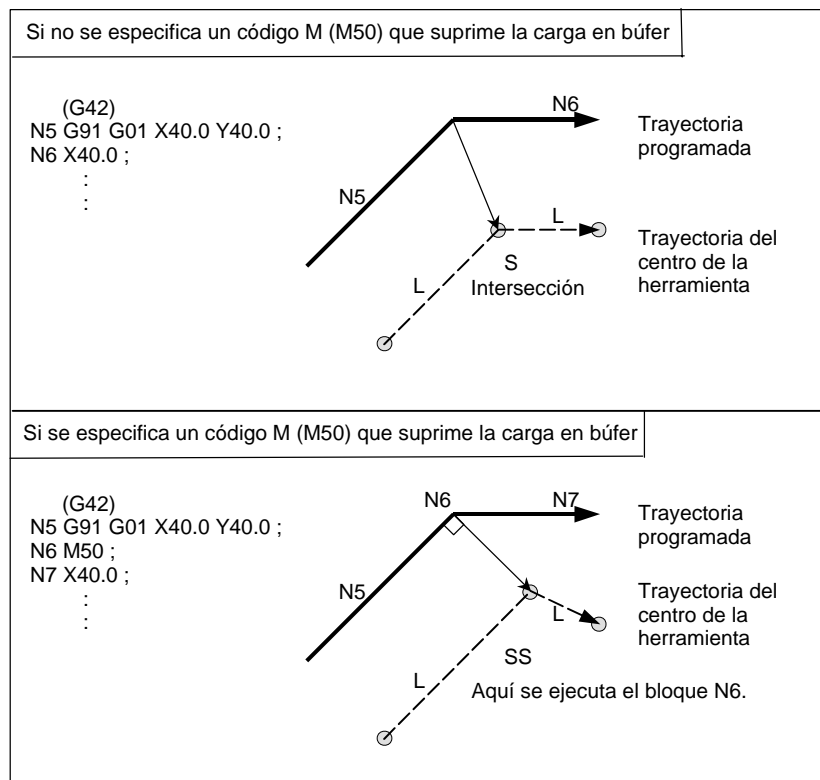 Si no se especifica un código M (M50) que suprime la carga en búfer
(G42)
N5 G91 G01 X40.0 Y40.0 ;
N6 X40.0 ;
:
:
N6
N5
Trayectoria
programada
L
L
S
Intersección
Trayectoria del
centro de la
herramienta
Si se especifica un código M (M50) que suprime la carga en búfer
(G42)
N5 G91 G01 X40.0 Y40.0 ;
N6 M50 ;
N7 X40.0 ;
:
:
N6
N7
N5
Trayectoria
programada
L
L
SS
Aquí se ejecuta el bloque N6.
Trayectoria del
centro de la
herramienta